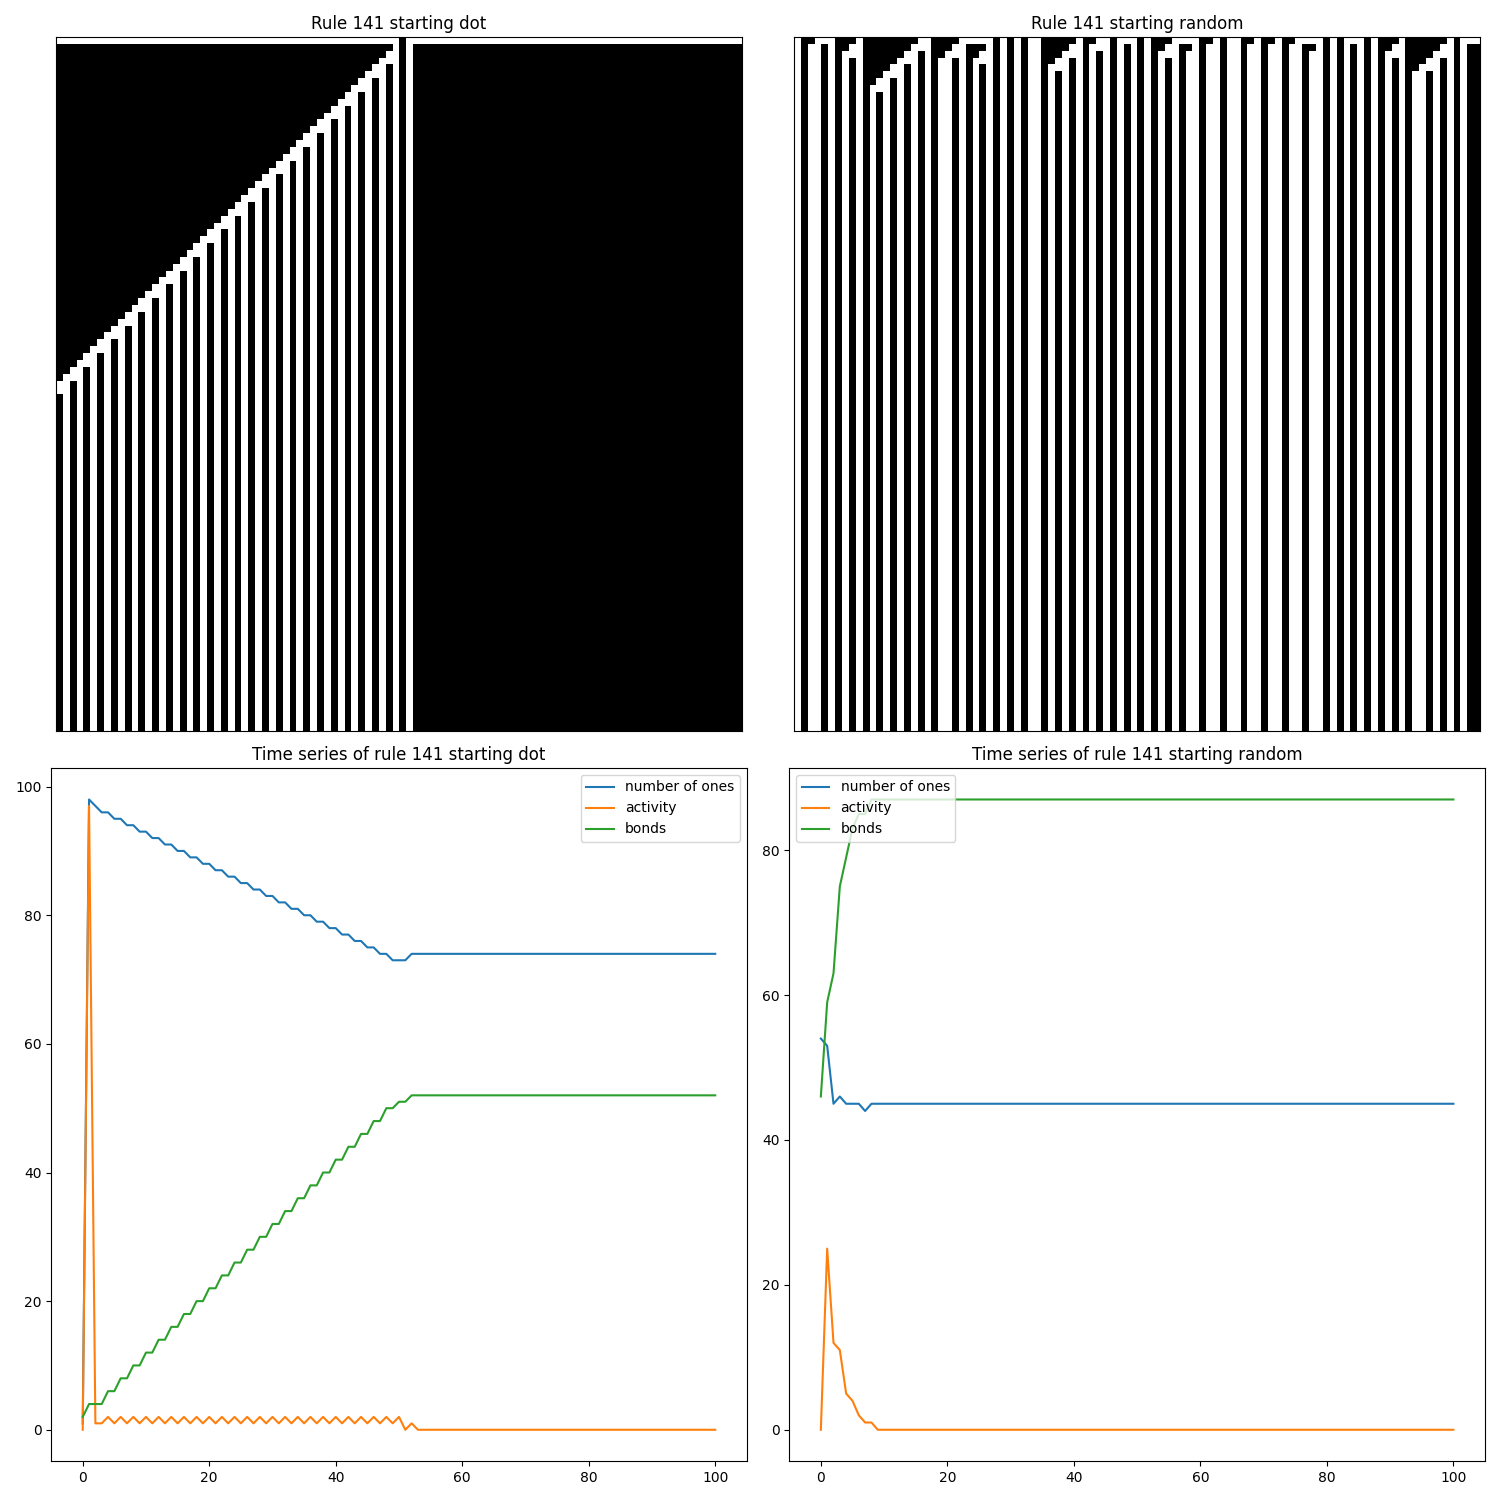 Rule 141 starting dot
Rule 141 starting random
Time series of rule 141 starting dot
100
80
60
40
20
0
number of ones
activity
bonds
0 20 40 60 80 100
Time series of rule 141 starting random
80
60
40
20
0
number of ones
activity
bonds
0 20 40 60 80 100